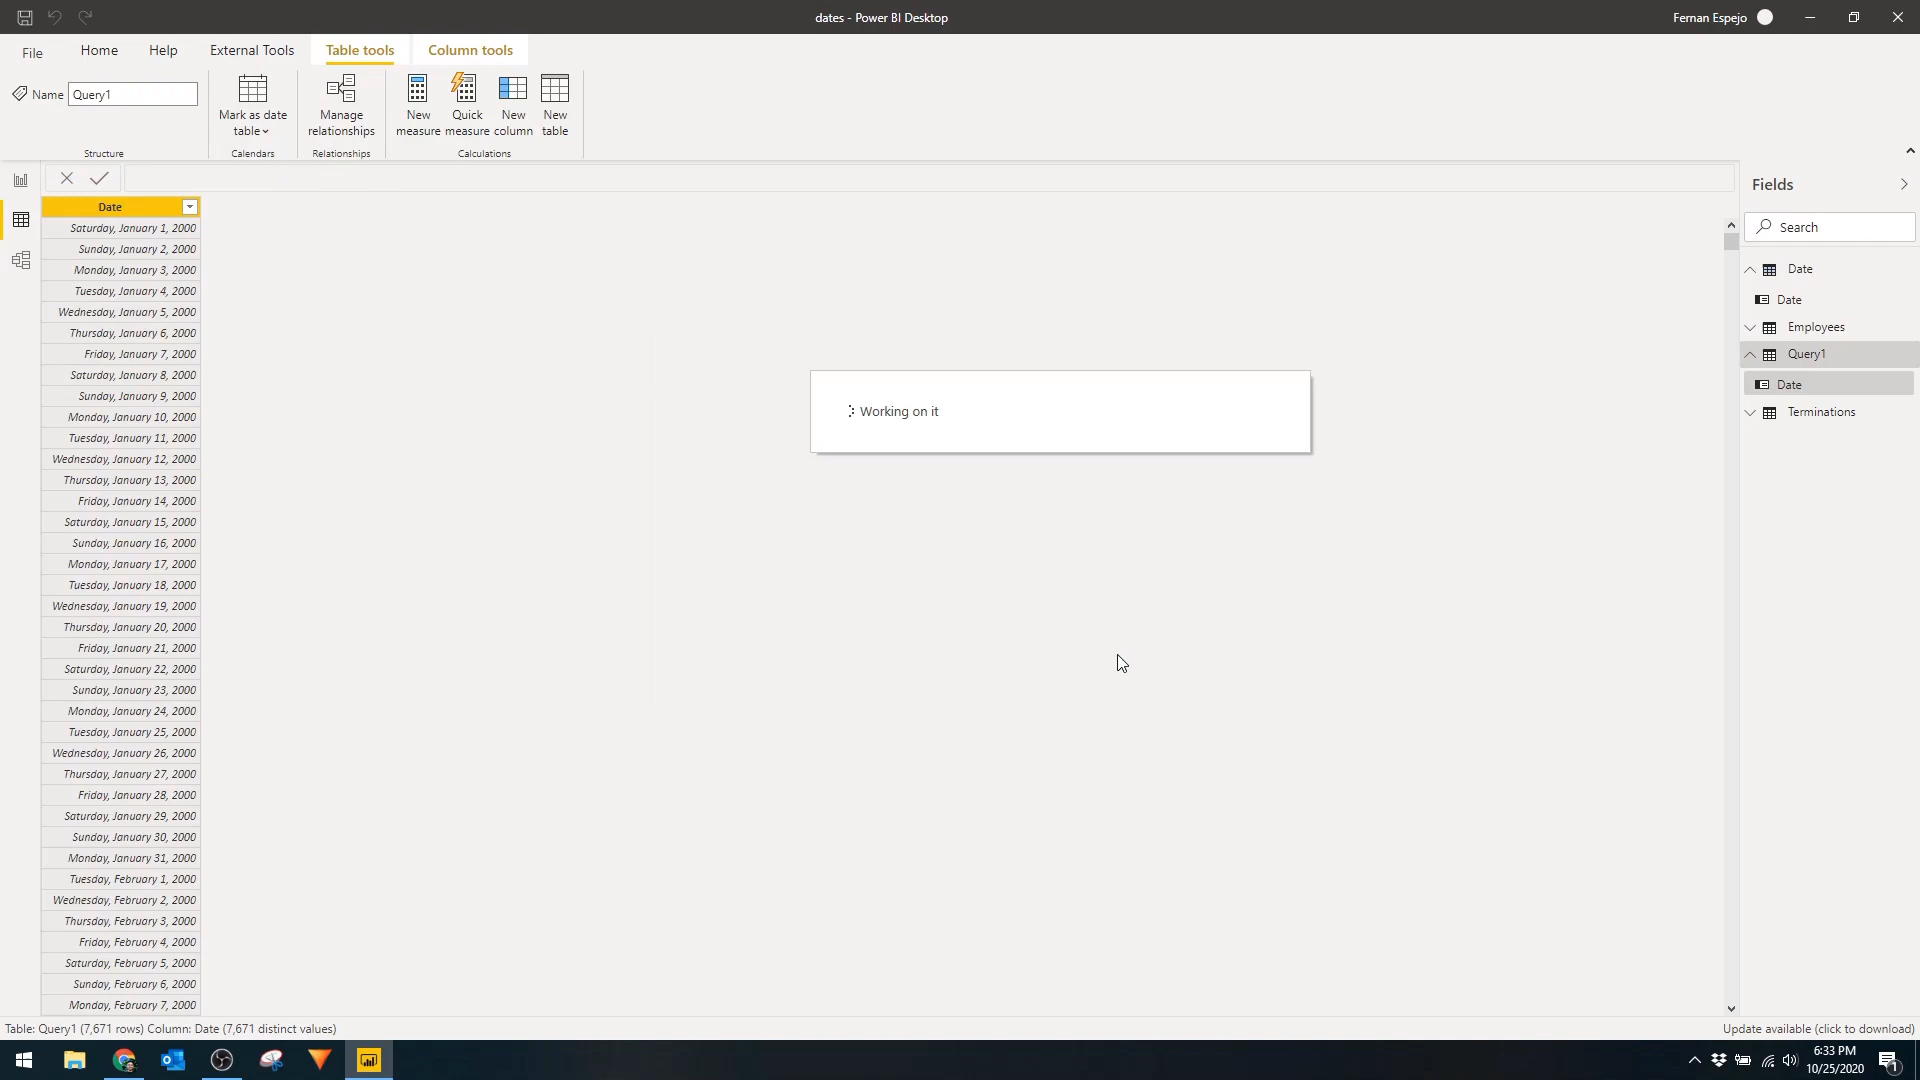 dates - Power BI Desktop
Fernan Espejo
File
Home
Help
External Tools
Table tools
Column tools
Name
Query1
Structure
Mark as date
table
Calendars
Manage
relationships
Relationships
New
measure
Quick
measure
New
column
New
table
Calculations
Date
Saturday, January 1, 2000
Sunday, January 2, 2000
Monday, January 3, 2000
Tuesday, January 4, 2000
Wednesday, January 5, 2000
Thursday, January 6, 2000
Friday, January 7, 2000
Saturday, January 8, 2000
Sunday, January 9, 2000
Monday, January 10, 2000
Tuesday, January 11, 2000
Wednesday, January 12, 2000
Thursday, January 13, 2000
Friday, January 14, 2000
Saturday, January 15, 2000
Sunday, January 16, 2000
Monday, January 17, 2000
Tuesday, January 18, 2000
Wednesday, January 19, 2000
Thursday, January 20, 2000
Friday, January 21, 2000
Saturday, January 22, 2000
Sunday, January 23, 2000
Monday, January 24, 2000
Tuesday, January 25, 2000
Wednesday, January 26, 2000
Thursday, January 27, 2000
Friday, January 28, 2000
Saturday, January 29, 2000
Sunday, January 30, 2000
Monday, January 31, 2000
Tuesday, February 1, 2000
Wednesday, February 2, 2000
Thursday, February 3, 2000
Friday, February 4, 2000
Saturday, February 5, 2000
Sunday, February 6, 2000
Monday, February 7, 2000
Working on it
Fields
Search
Date
Date
Employees
Query1
Date
Terminations
Table: Query1 (7,671 rows) Column: Date (7,671 distinct values)
Update available (click to download)
6:33 PM
10/25/2020
1